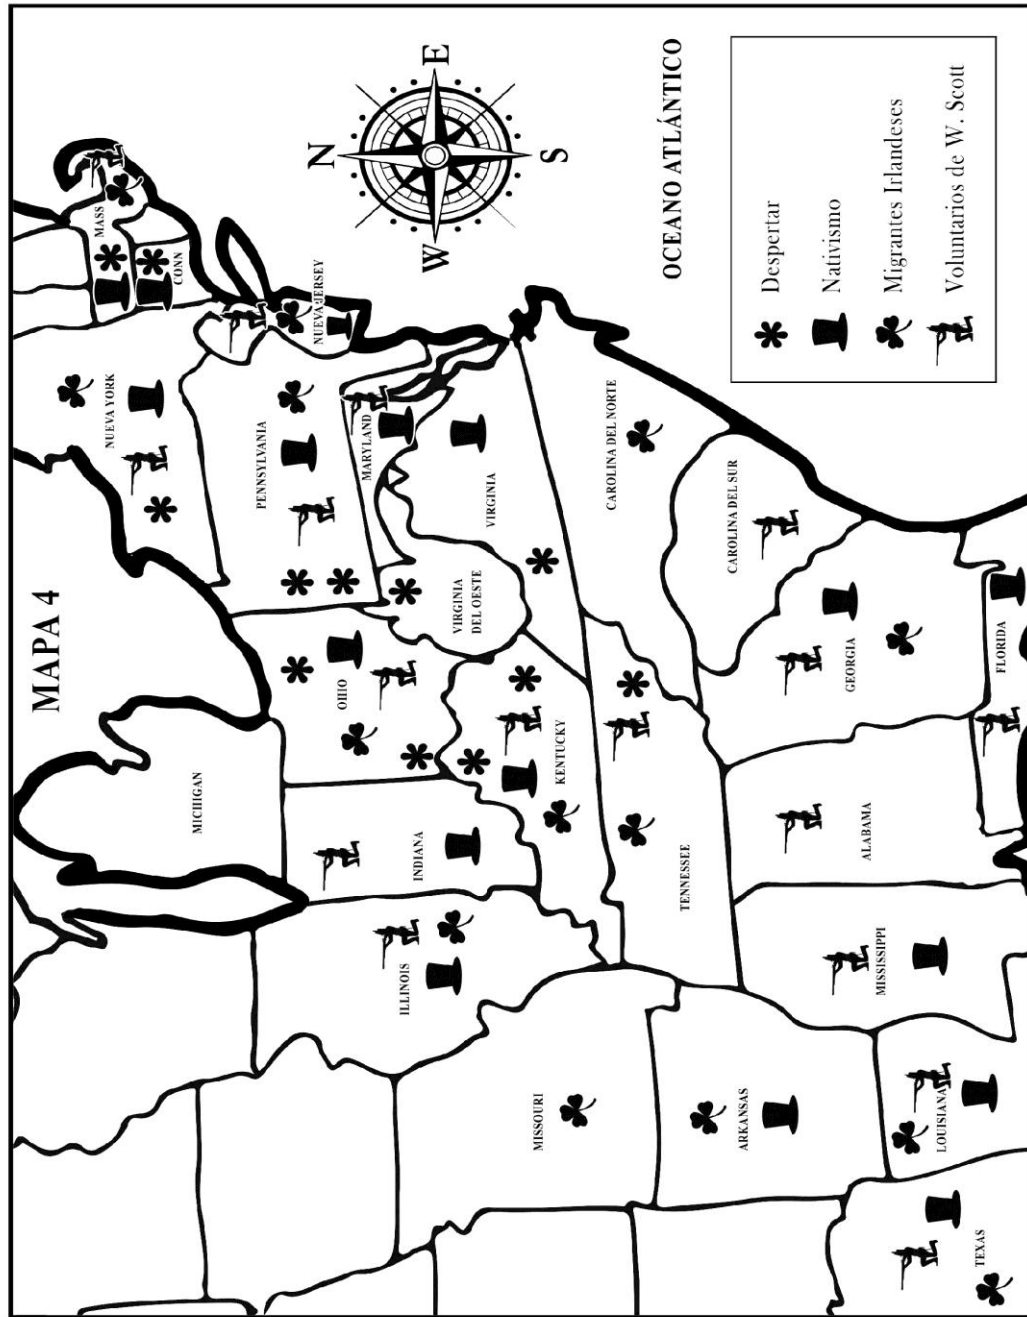 MAPA 4
MASS
NUEVA YORK
CONN
MICHIGAN
PENNSYLVANIA
NUEVA JERSEY
N
W
E
S
OHIO
MARYLAND
ILLINOIS
INDIANA
VIRGINIA
DEL OESTE
VIRGINIA
MISSOURI
KENTUCKY
CAROLINA DEL NORTE
OCEANO ATLÁNTICO
TENNESSEE
CAROLINA DEL SUR
ARKANSAS
MISSISSIPPI
ALABAMA
GEORGIA
LOUISIANA
TEXAS
FLORIDA
Despertar
Nativismo
Migrantes Irlandeses
Voluntarios de W. Scott